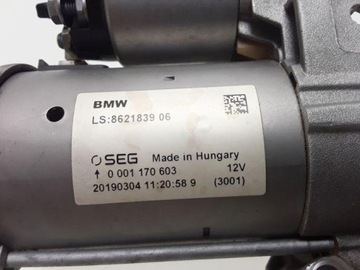 BMW
LS:8621839 06
SEG Made in Hungary
↑ 0 001 170 603 12V
20190304 11:20:58 9 (3001)